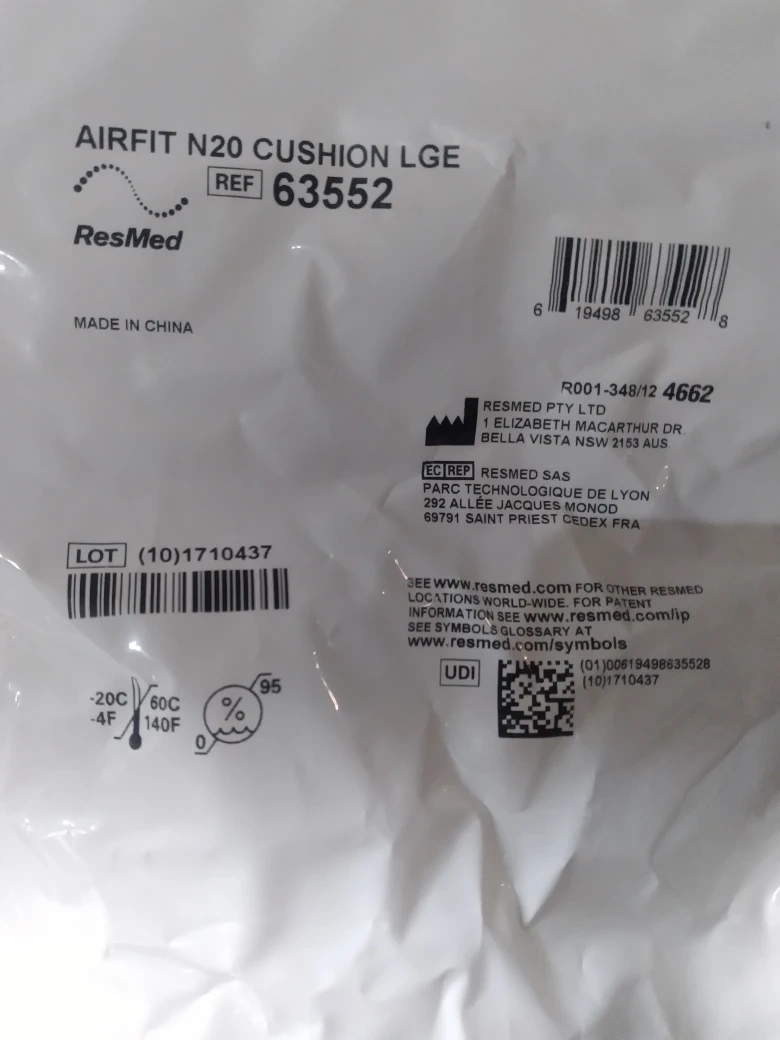 AIRFIT N20 CUSHION LGE
REF 63552
ResMed
MADE IN CHINA
6 19498 63552 8
R001-348/12 4662
RESMED PTY LTD
1 ELIZABETH MACARTHUR DR.
BELLA VISTA NSW 2153 AUS.
EC REP RESMED SAS
PARC TECHNOLOGIQUE DE LYON
292 ALLÉE JACQUES MONOD
69791 SAINT PRIEST CEDEX FRA
LOT (10)1710437
SEE www.resmed.com FOR OTHER RESMED
LOCATIONS WORLD-WIDE. FOR PATENT
INFORMATION SEE www.resmed.com/ip
SEE SYMBOLS GLOSSARY AT
www.resmed.com/symbols
UDI (01)00619498635528
(10)1710437
-20C 60C
-4F 140F
% 95
0